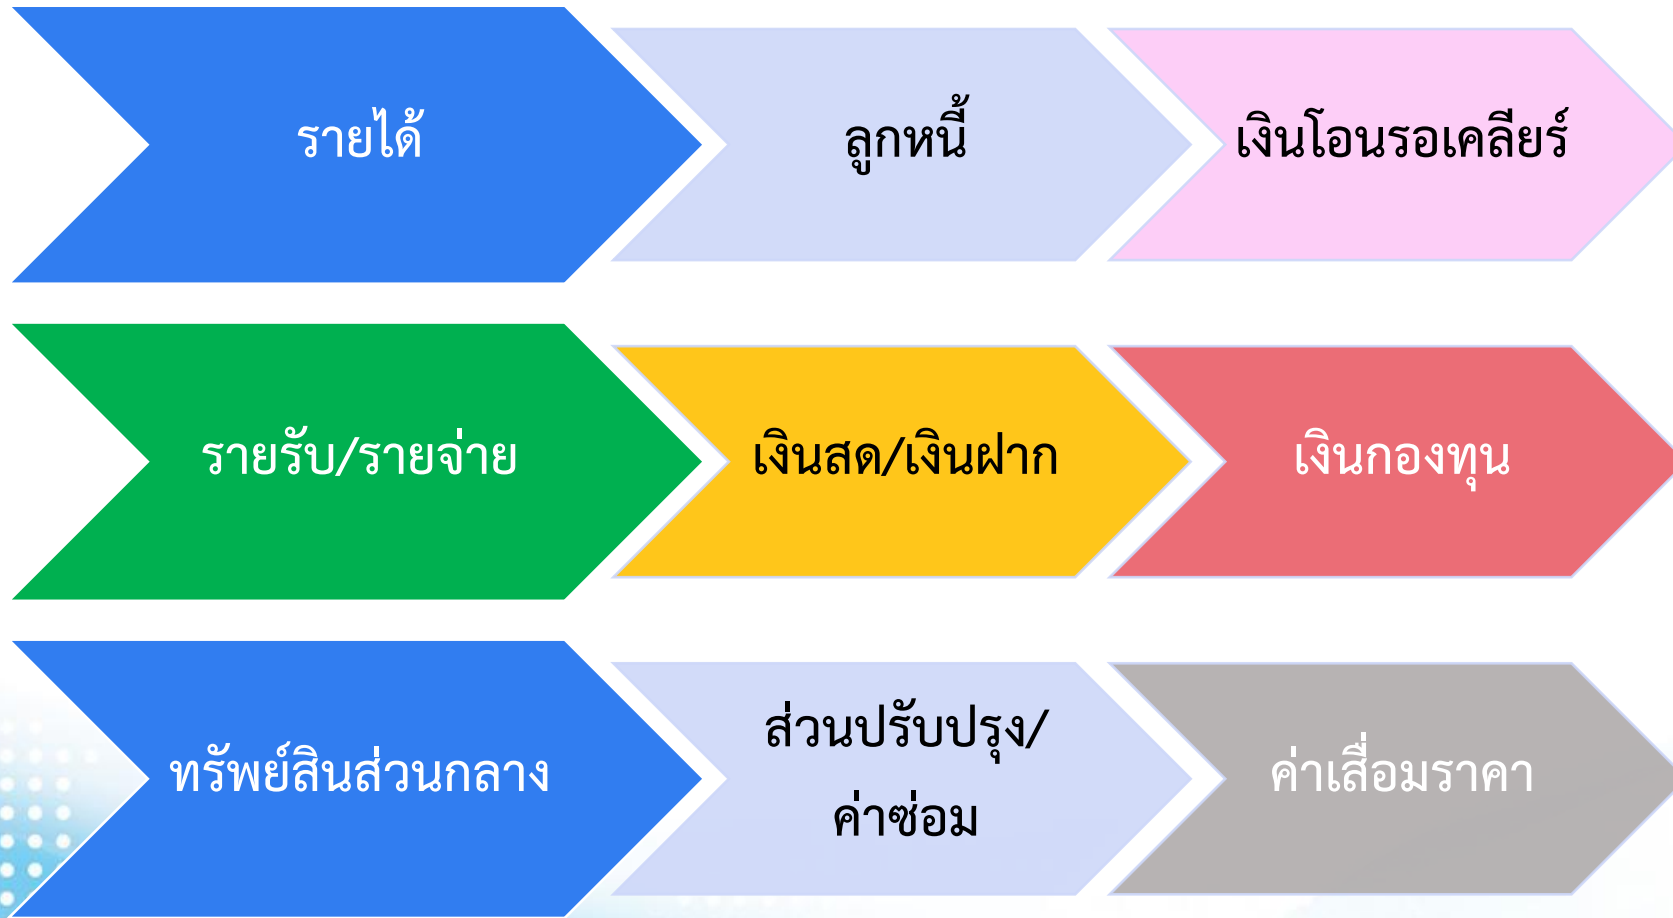 รายได้
ลูกหนี้
เงินโอนรอเคลียร์
รายรับ/รายจ่าย
เงินสด/เงินฝาก
เงินกองทุน
ทรัพย์สินส่วนกลาง
ส่วนปรับปรุง/
ค่าซ่อม
ค่าเสื่อมราคา